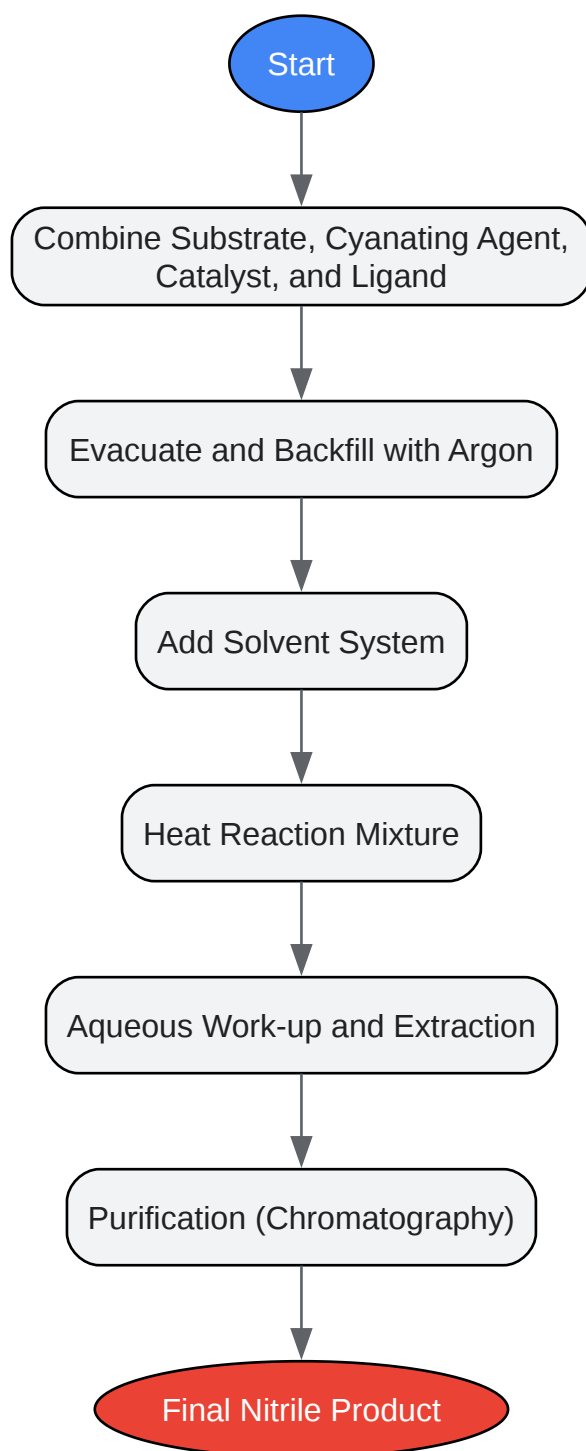 Start
Combine Substrate, Cyanating Agent,
Catalyst, and Ligand
Evacuate and Backfill with Argon
Add Solvent System
Heat Reaction Mixture
Aqueous Work-up and Extraction
Purification (Chromatography)
Final Nitrile Product